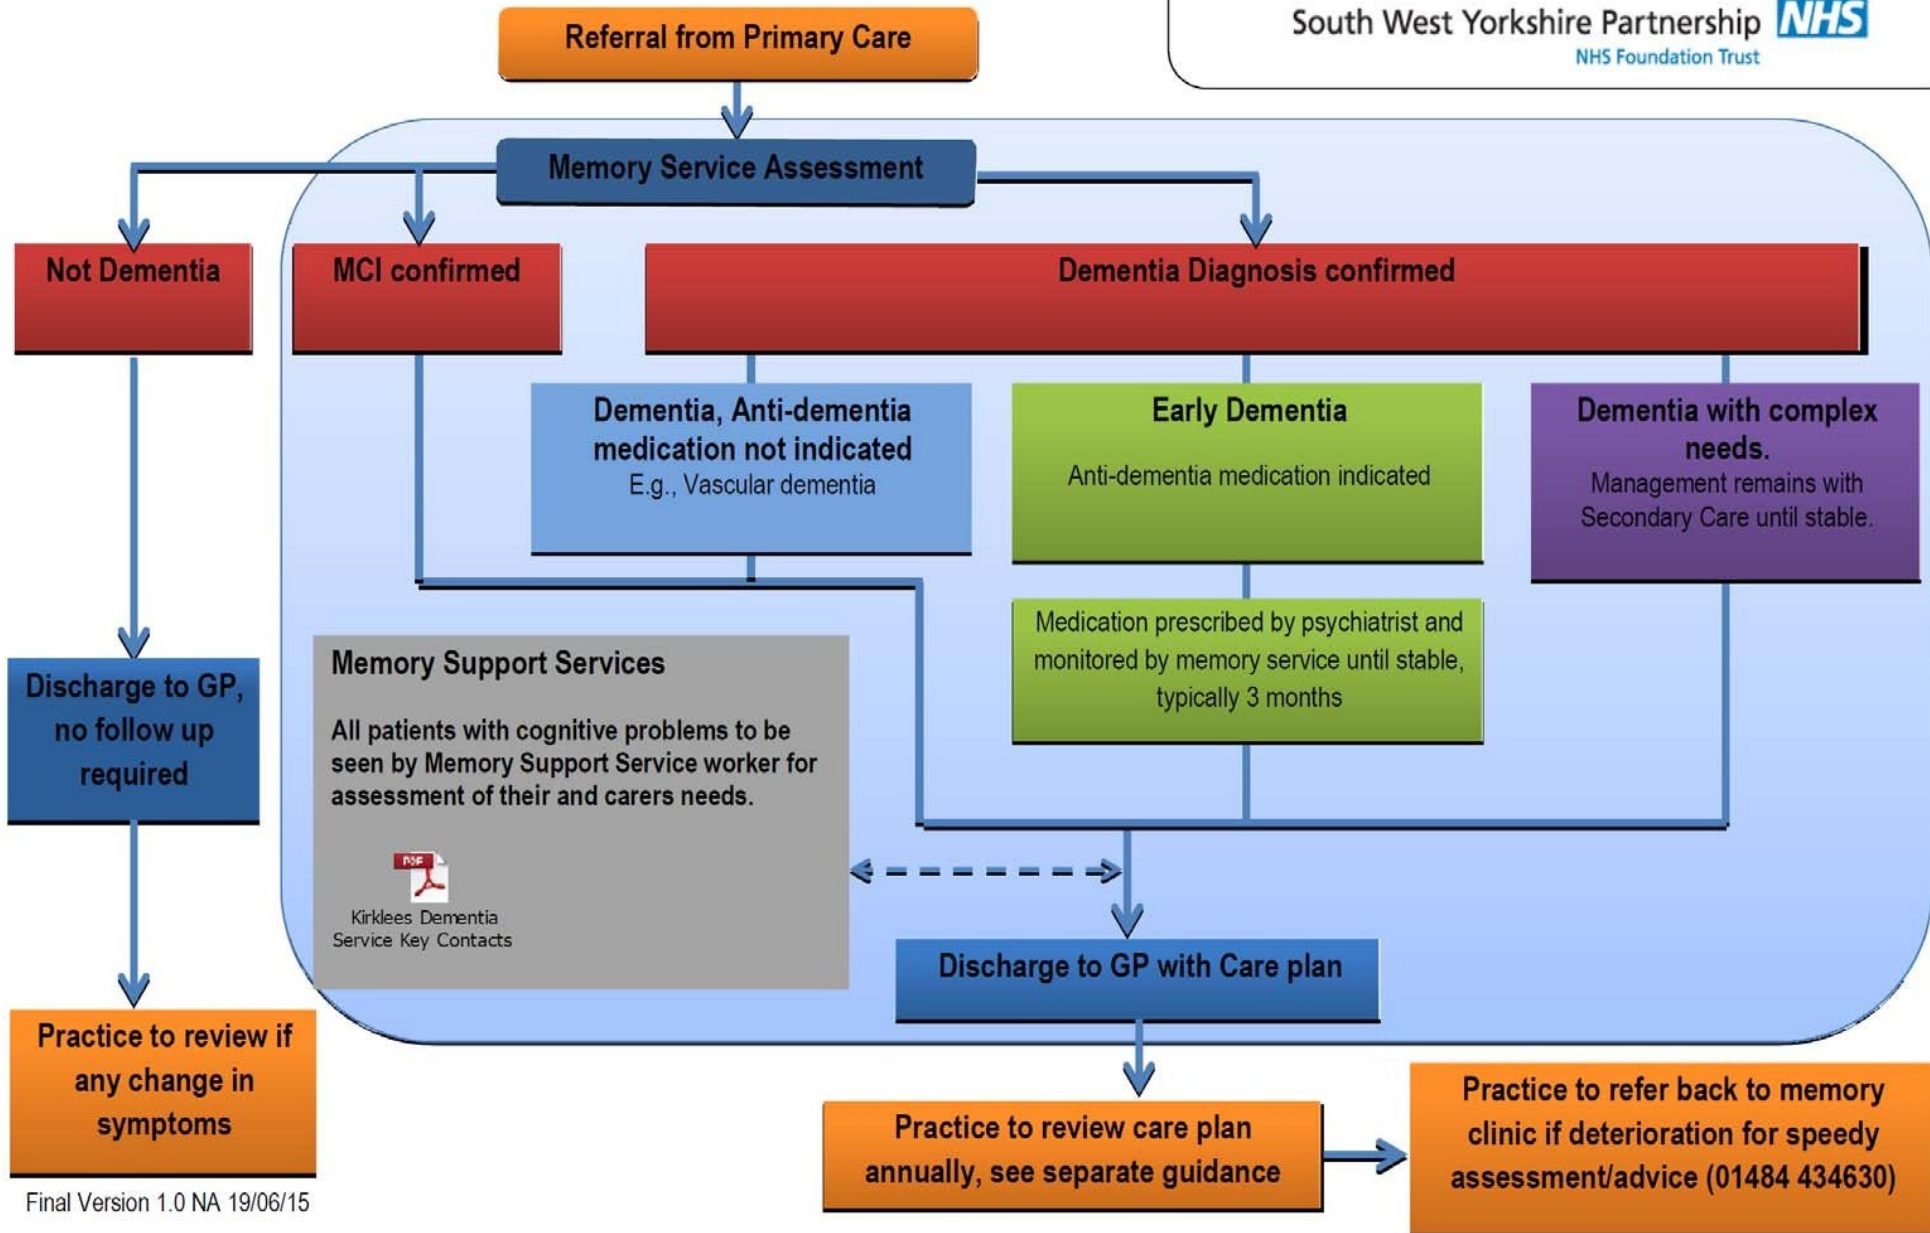 South West Yorkshire Partnership NHS
NHS Foundation Trust
Referral from Primary Care
Memory Service Assessment
Not Dementia
MCI confirmed
Dementia Diagnosis confirmed
Dementia, Anti-dementia
medication not indicated
E.g., Vascular dementia
Early Dementia
Anti-dementia medication indicated
Dementia with complex
needs.
Management remains with
Secondary Care until stable.
Medication prescribed by psychiatrist and
monitored by memory service until stable,
typically 3 months
Discharge to GP,
no follow up
required
Memory Support Services
All patients with cognitive problems to be
seen by Memory Support Service worker for
assessment of their and carers needs.
PDF
Kirklees Dementia
Service Key Contacts
Discharge to GP with Care plan
Practice to review if
any change in
symptoms
Practice to review care plan
annually, see separate guidance
Practice to refer back to memory
clinic if deterioration for speedy
assessment/advice (01484 434630)
Final Version 1.0 NA 19/06/15